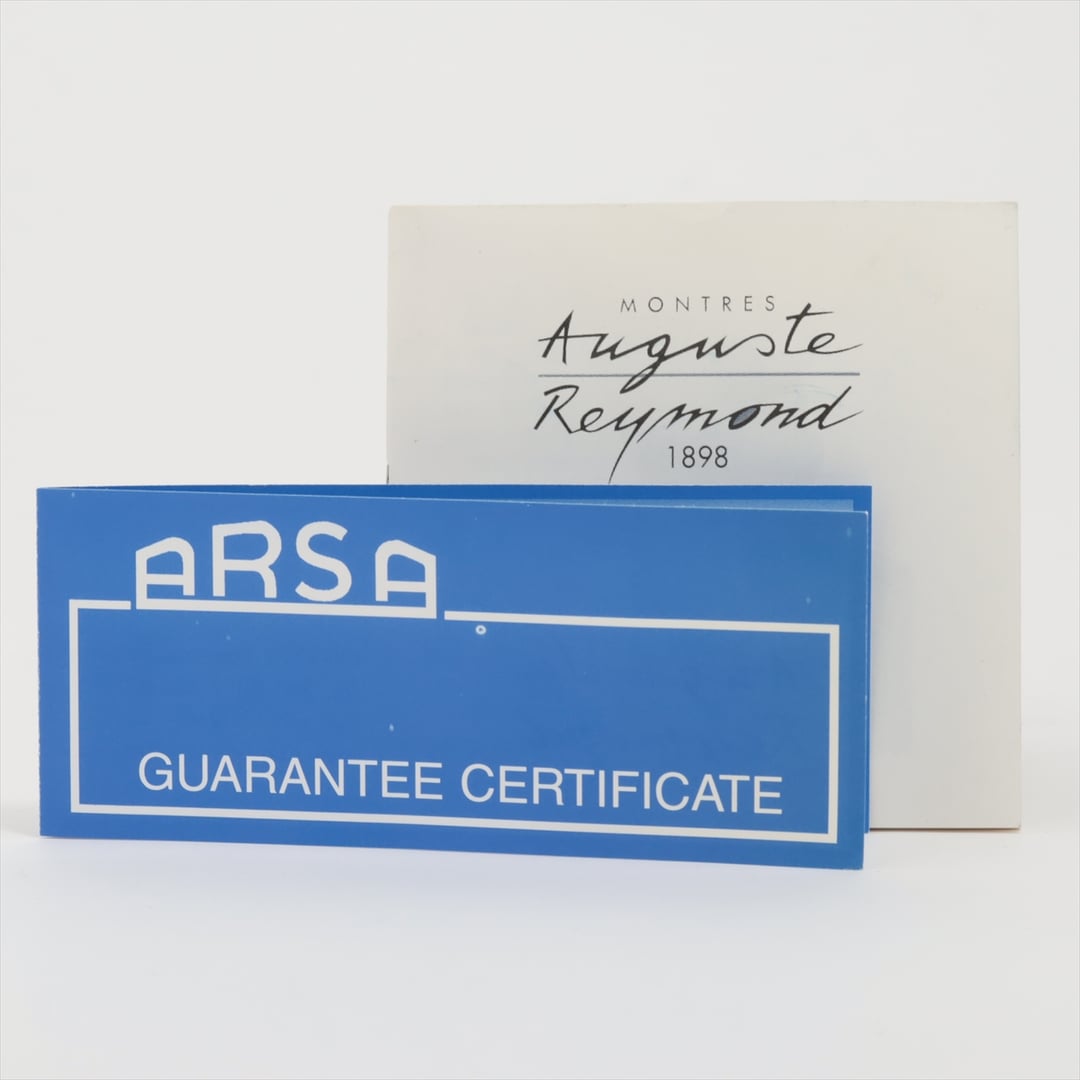 MONTRES
Auguste
Reymond
1898
ARSA
GUARANTEE CERTIFICATE